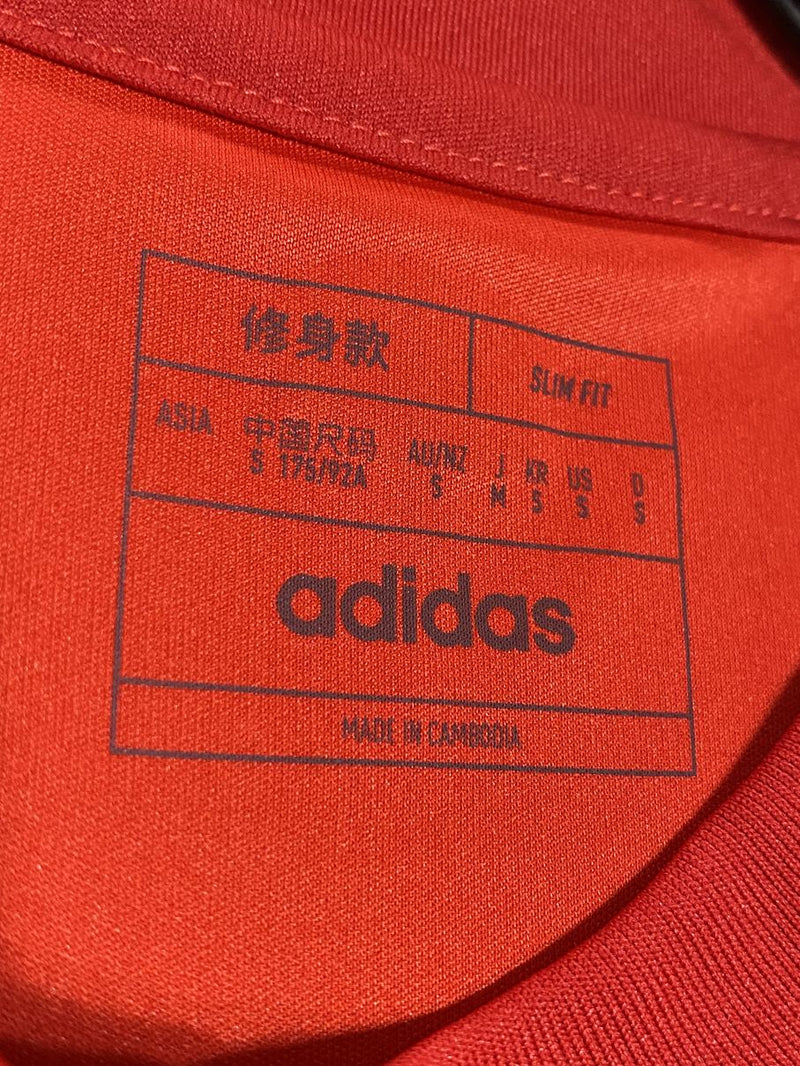 修身款 SLIM FIT
ASIA 中国尺码 AU/NZ J KR US D
S 175/92A S M S S S
adidas
MADE IN CAMBODIA